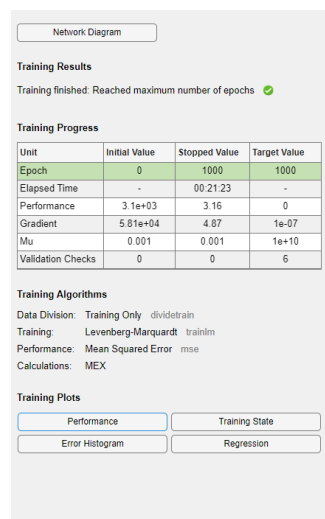 Network Diagram
Training Results
Training finished: Reached maximum number of epochs
Training Progress
Unit Initial Value Stopped Value Target Value
Epoch 0 1000 1000
Elapsed Time - 00:21:23 -
Performance 3.1e+03 3.16 0
Gradient 5.81e+04 4.87 1e-07
Mu 0.001 0.001 1e+10
Validation Checks 0 0 6
Training Algorithms
Data Division: Training Only dividetrain
Training: Levenberg-Marquardt trainlm
Performance: Mean Squared Error mse
Calculations: MEX
Training Plots
Performance Training State
Error Histogram Regression